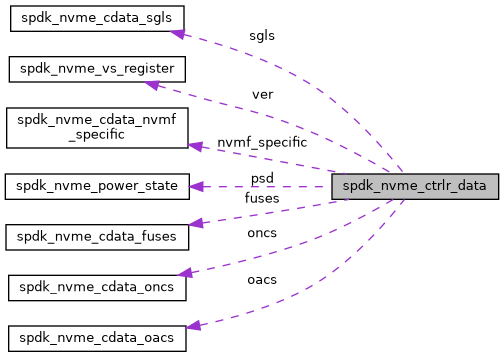 spdk_nvme_cdata_sgls
sgls
spdk_nvme_vs_register
ver
spdk_nvme_cdata_nvmf
_specific
nvmf_specific
spdk_nvme_power_state
psd
spdk_nvme_ctrlr_data
fuses
spdk_nvme_cdata_fuses
oncs
spdk_nvme_cdata_oncs
oacs
spdk_nvme_cdata_oacs